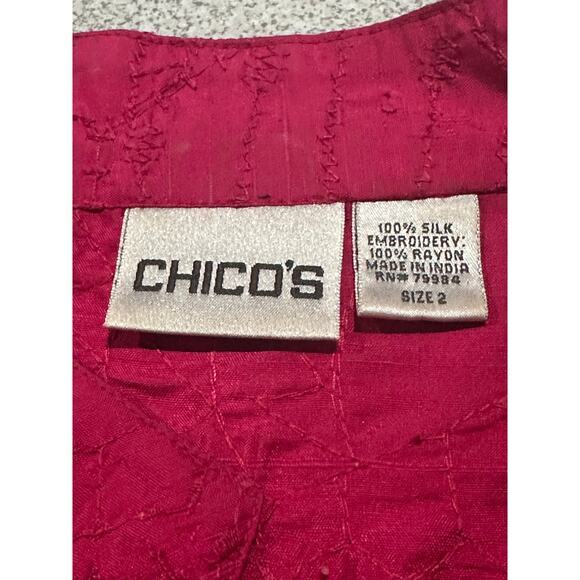 CHICO'S
100% SILK
EMBROIDERY:
100% RAYON
MADE IN INDIA
RN# 79984
SIZE 2